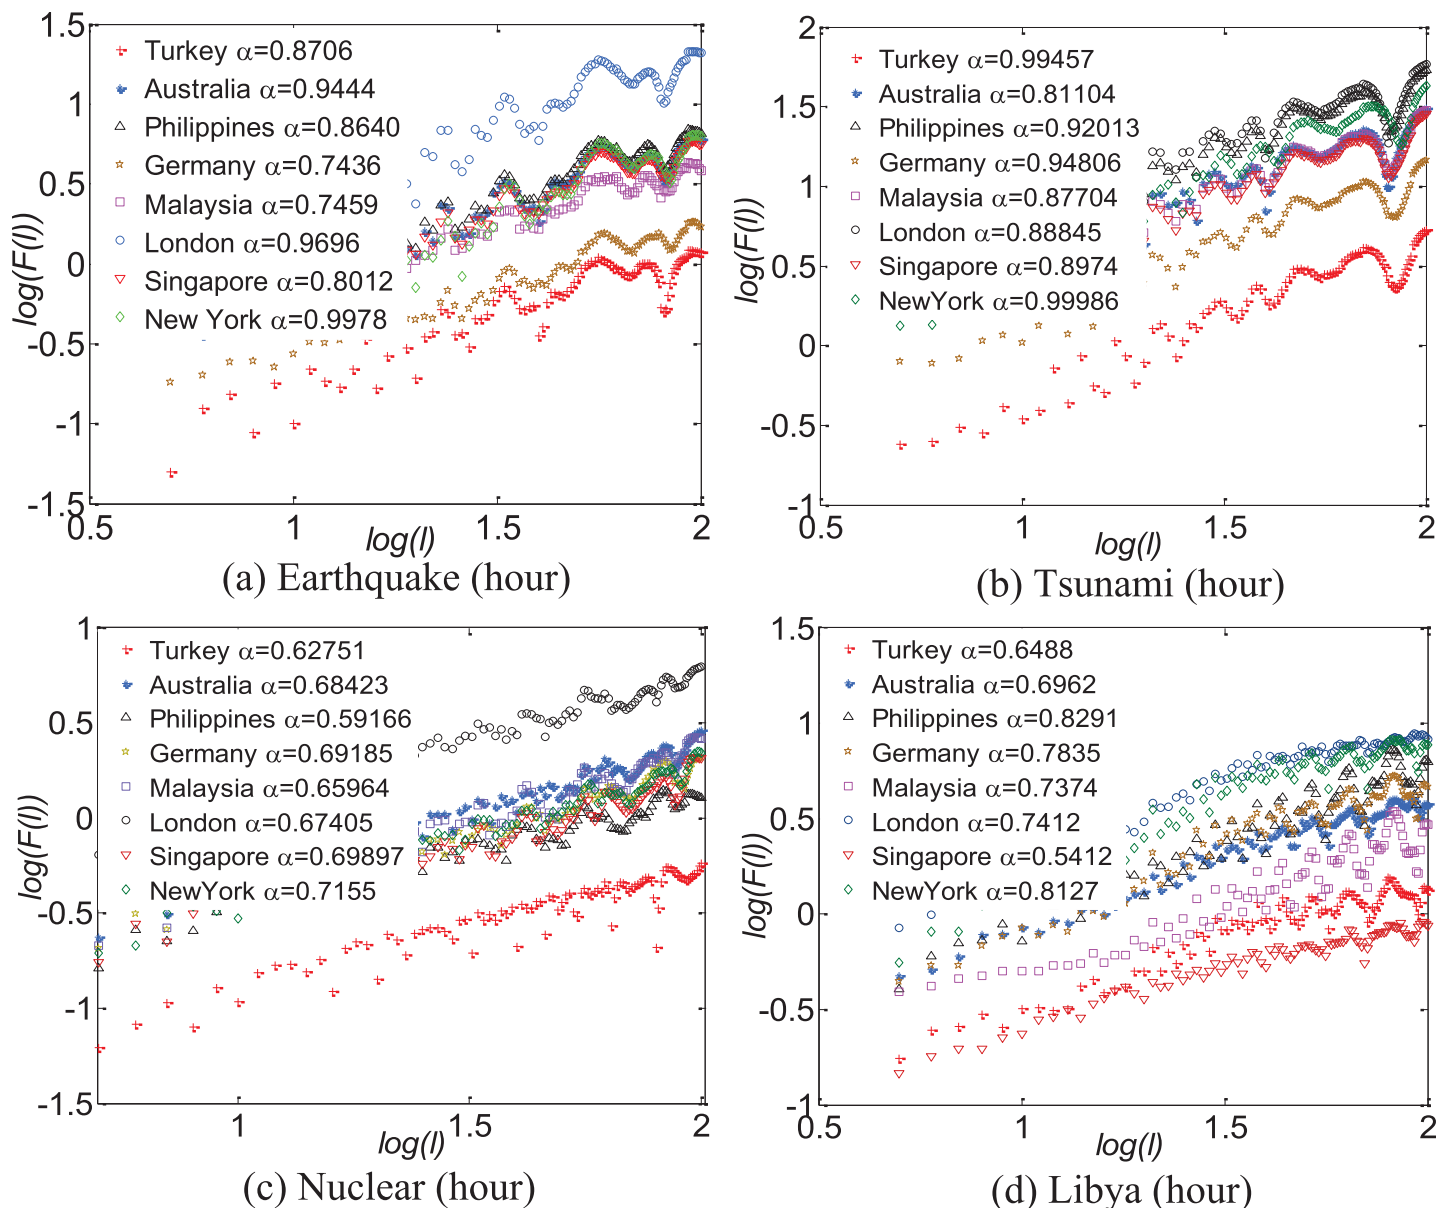 1.5
1
0.5
0
-0.5
-1
-1.5
log(F(l))
Turkey α=0.8706
Australia α=0.9444
Philippines α=0.8640
Germany α=0.7436
Malaysia α=0.7459
London α=0.9696
Singapore α=0.8012
New York α=0.9978
0.5
1
1.5
2
log(l)
(a) Earthquake (hour)
2
1.5
1
0.5
0
-0.5
-1
log(F(l))
Turkey α=0.99457
Australia α=0.81104
Philippines α=0.92013
Germany α=0.94806
Malaysia α=0.87704
London α=0.88845
Singapore α=0.8974
NewYork α=0.99986
0.5
1
1.5
2
log(l)
(b) Tsunami (hour)
1
0.5
0
-0.5
-1
-1.5
log(F(l))
Turkey α=0.62751
Australia α=0.68423
Philippines α=0.59166
Germany α=0.69185
Malaysia α=0.65964
London α=0.67405
Singapore α=0.69897
NewYork α=0.7155
1
1.5
2
log(l)
(c) Nuclear (hour)
1.5
1
0.5
0
-0.5
-1
log(F(l))
Turkey α=0.6488
Australia α=0.6962
Philippines α=0.8291
Germany α=0.7835
Malaysia α=0.7374
London α=0.7412
Singapore α=0.5412
NewYork α=0.8127
0.5
1
1.5
2
log(l)
(d) Libya (hour)